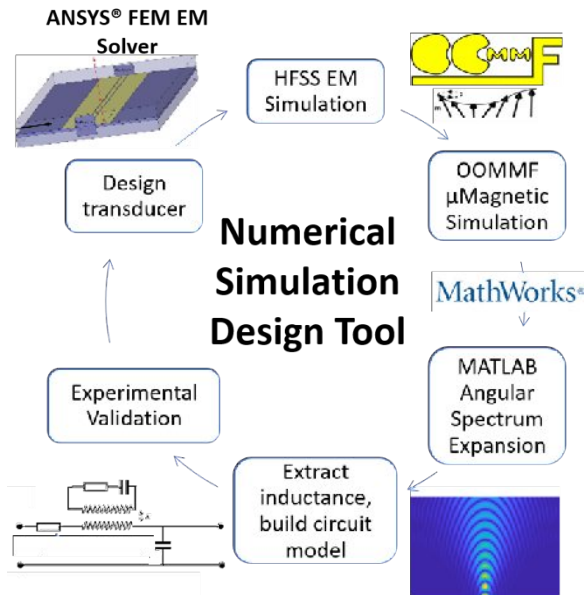 ANSYS® FEM EM
Solver
HFSS EM
Simulation
OOMMF
OOMMF
μMagnetic
Simulation
MathWorks®
MATLAB
Angular
Spectrum
Expansion
Extract
inductance,
build circuit
model
Experimental
Validation
Design
transducer
Numerical
Simulation
Design Tool